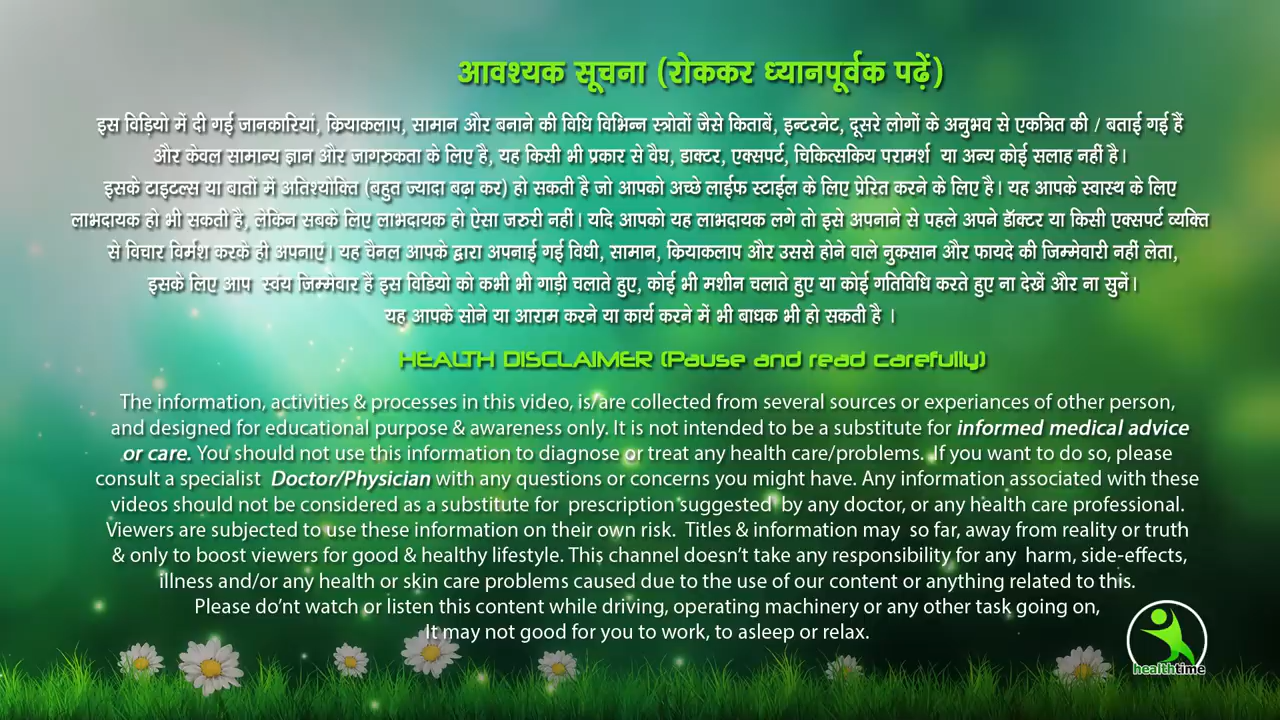 आवश्यक सूचना (रोककर ध्यानपूर्वक पढ़ें)
इस विड़ियो में दी गई जानकारियां, क्रियाकलाप, सामान और बनाने की विधि विभिन्न स्त्रोतों जैसे किताबें, इन्टरनेट, दूसरे लोगों के अनुभव से एकत्रित की / बताई गई हैं
और केवल सामान्य ज्ञान और जागरुकता के लिए है, यह किसी भी प्रकार से वैघ, डाक्टर, एक्सपर्ट, चिकित्सकिय परामर्श या अन्य कोई सलाह नहीं है।
इसके टाइटल्स या बातों में अतिश्योक्ति (बहुत ज्यादा बढ़ा कर) हो सकती है जो आपको अच्छे लाईफ स्टाईल के लिए प्रेरित करने के लिए है। यह आपके स्वास्थ के लिए
लाभदायक हो भी सकती है, लेकिन सबके लिए लाभदायक हो ऐसा जरुरी नहीं। यदि आपको यह लाभदायक लगे तो इसे अपनाने से पहले अपने डॉक्टर या किसी एक्सपर्ट व्यक्ति
से विचार विर्मश करके ही अपनाएं। यह चैनल आपके द्वारा अपनाई गई विधी, सामान, क्रियाकलाप और उससे होने वाले नुकसान और फायदे की जिम्मेवारी नहीं लेता,
इसके लिए आप स्वंय जिम्मेवार हैं इस विडियो को कभी भी गाड़ी चलाते हुए, कोई भी मशीन चलाते हुए या कोई गतिविधि करते हुए ना देखें और ना सुनें।
यह आपके सोने या आराम करने या कार्य करने में भी बाधक भी हो सकती है ।
HEALTH DISCLAIMER (Pause and read carefully)
The information, activities & processes in this video, is/are collected from several sources or experiances of other person,
and designed for educational purpose & awareness only. It is not intended to be a substitute for informed medical advice
or care. You should not use this information to diagnose or treat any health care/problems. If you want to do so, please
consult a specialist Doctor/Physician with any questions or concerns you might have. Any information associated with these
videos should not be considered as a substitute for prescription suggested by any doctor, or any health care professional.
Viewers are subjected to use these information on their own risk. Titles & information may so far, away from reality or truth
& only to boost viewers for good & healthy lifestyle. This channel doesn't take any responsibility for any harm, side-effects,
illness and/or any health or skin care problems caused due to the use of our content or anything related to this.
Please do'nt watch or listen this content while driving, operating machinery or any other task going on,
It may not good for you to work, to asleep or relax.
healthtime